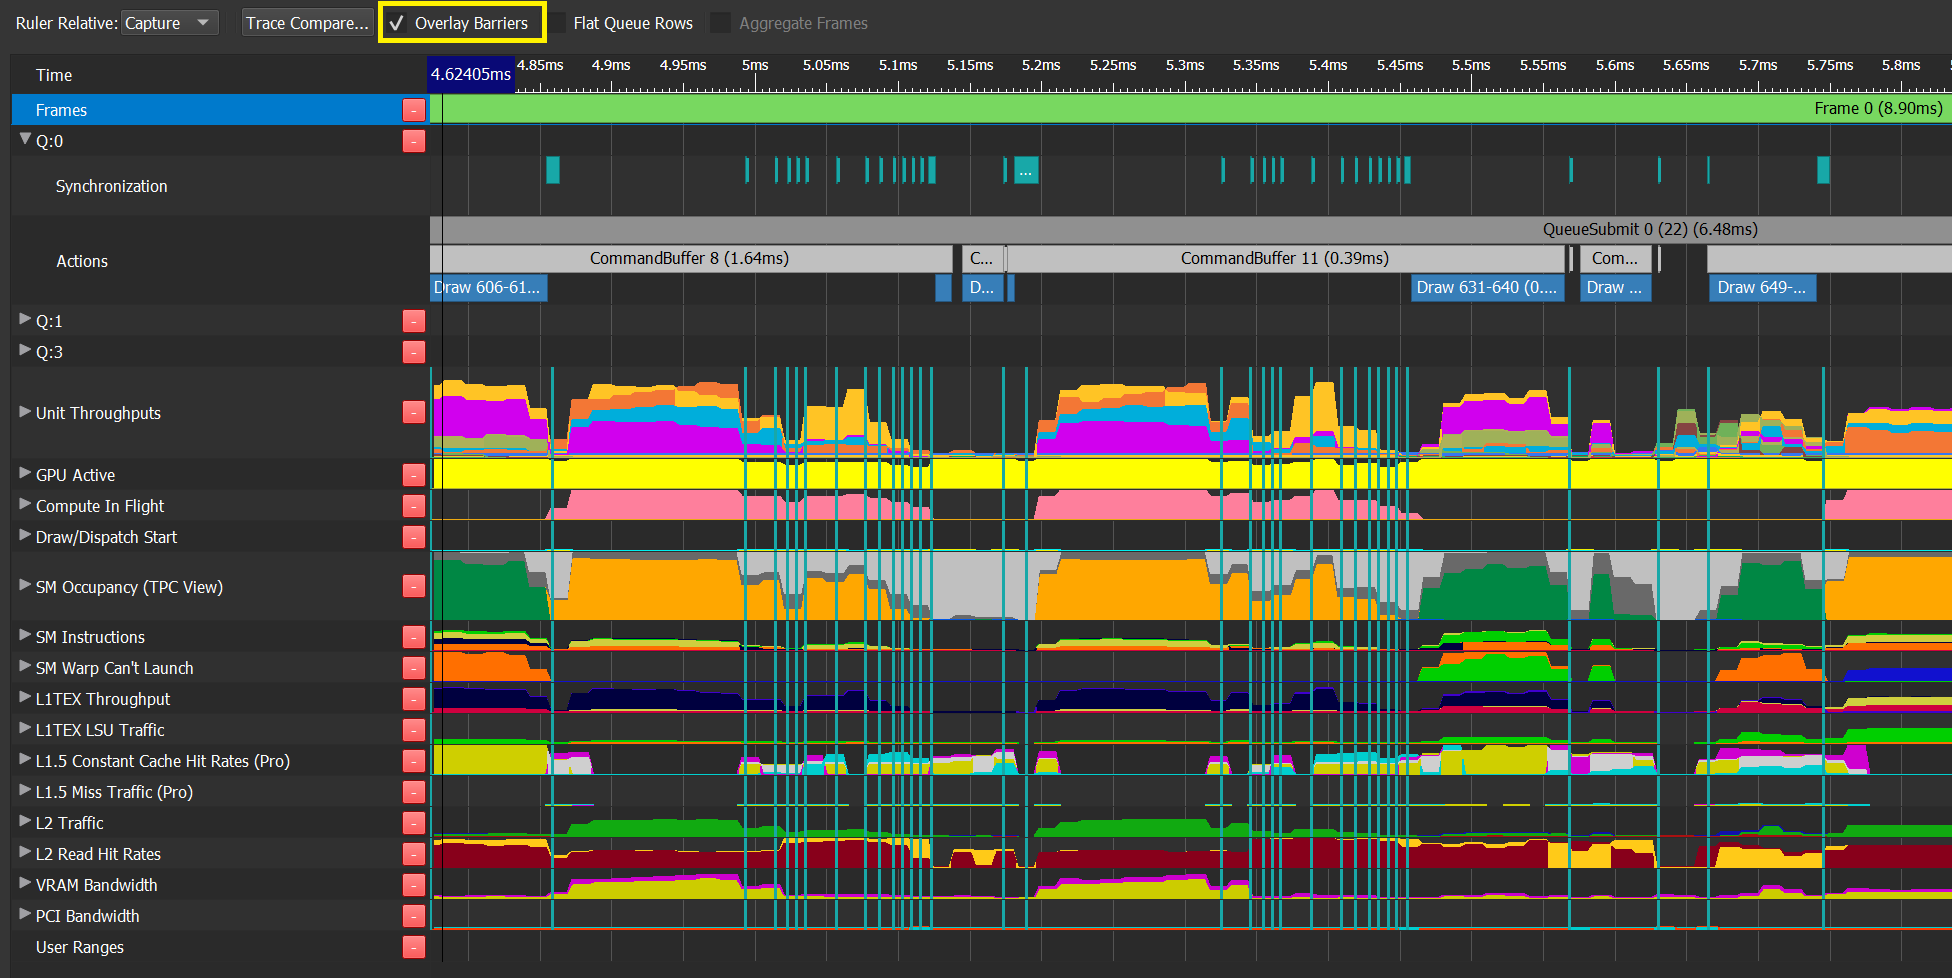 Ruler Relative: Capture Trace Compare... Overlay Barriers Flat Queue Rows Aggregate Frames
Time 4.62405ms 4.85ms 4.9ms 4.95ms 5ms 5.05ms 5.1ms 5.15ms 5.2ms 5.25ms 5.3ms 5.35ms 5.4ms 5.45ms 5.5ms 5.55ms 5.6ms 5.65ms 5.7ms 5.75ms 5.8ms
Frames - Frame 0 (8.90ms)
Q:0 -
Synchronization ...
QueueSubmit 0 (22) (6.48ms)
Actions CommandBuffer 8 (1.64ms) C... CommandBuffer 11 (0.39ms) Com...
Draw 606-61... D... Draw 631-640 (0.... Draw ... Draw 649-...
Q:1 -
Q:3 -
Unit Throughputs -
GPU Active -
Compute In Flight -
Draw/Dispatch Start -
SM Occupancy (TPC View) -
SM Instructions -
SM Warp Can't Launch -
L1TEX Throughput -
L1TEX LSU Traffic -
L1.5 Constant Cache Hit Rates (Pro) -
L1.5 Miss Traffic (Pro) -
L2 Traffic -
L2 Read Hit Rates -
VRAM Bandwidth -
PCI Bandwidth -
User Ranges -